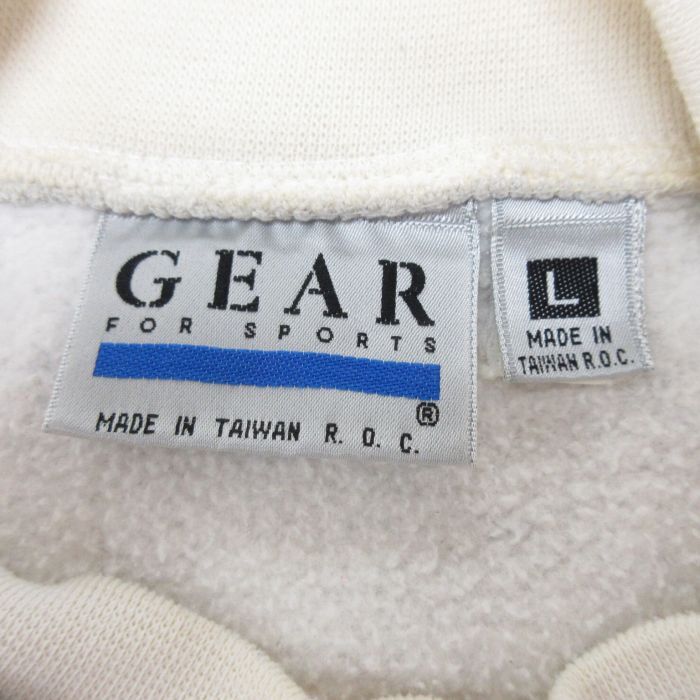 GEAR
FOR SPORTS
®
MADE IN TAIWAN R. O. C.
L
MADE IN
TAIWAN R.O.C.